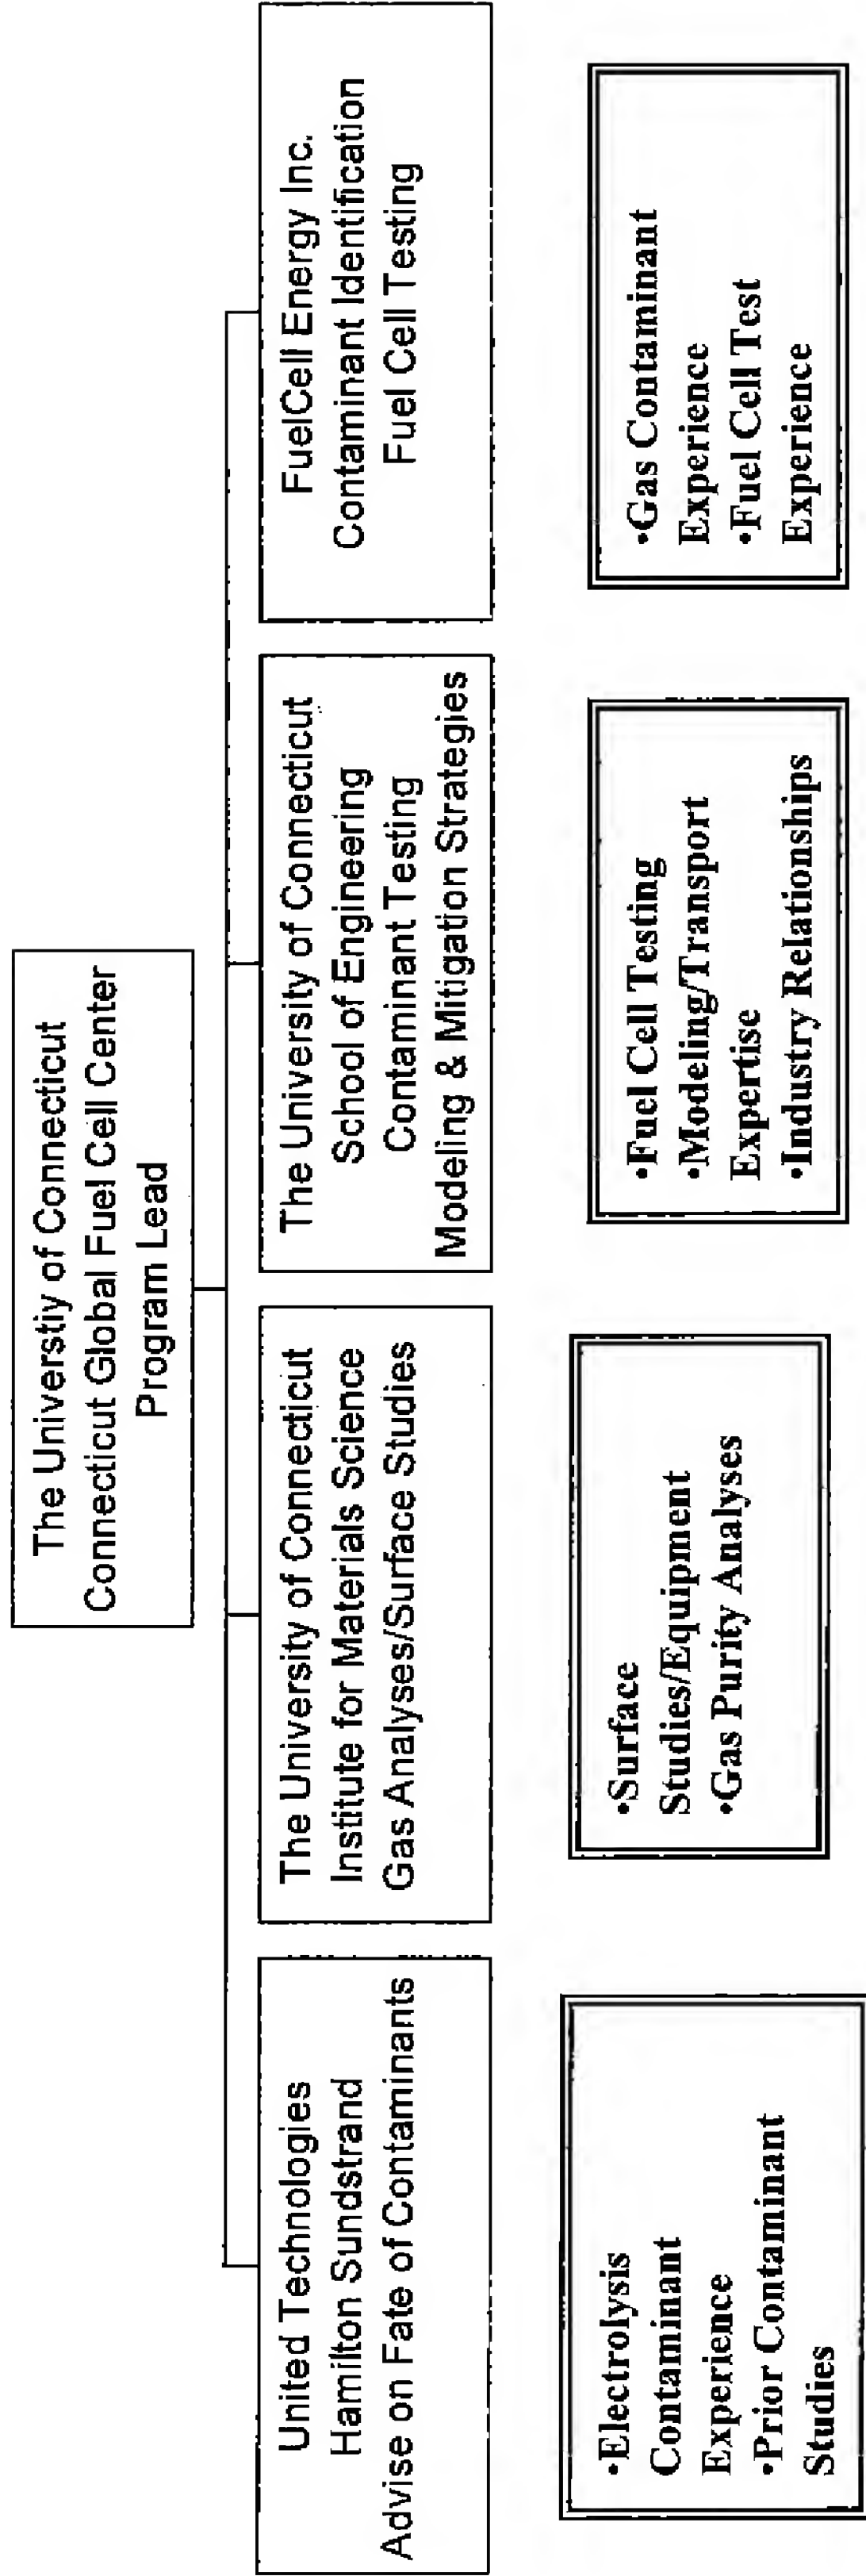 The Universtiy of Connecticut
Connecticut Global Fuel Cell Center
Program Lead
United Technologies
Hamilton Sundstrand
Advise on Fate of Contaminants
The University of Connecticut
Institute for Materials Science
Gas Analyses/Surface Studies
The University of Connecticut
School of Engineering
Contaminant Testing
Modeling & Mitigation Strategies
FuelCell Energy Inc.
Contaminant Identification
Fuel Cell Testing
•Electrolysis
Contaminant
Experience
•Prior Contaminant
Studies
•Surface
Studies/Equipment
•Gas Purity Analyses
•Fuel Cell Testing
•Modeling/Transport
Expertise
•Industry Relationships
•Gas Contaminant
Experience
•Fuel Cell Test
Experience